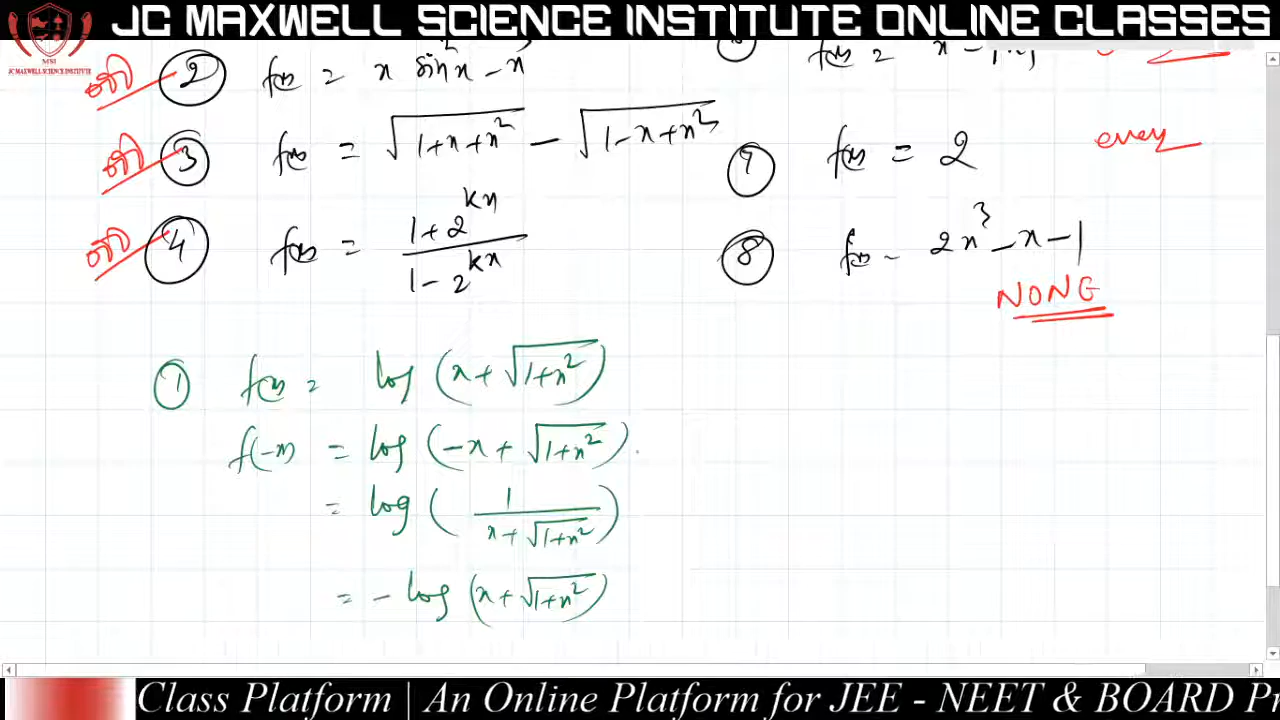 JC MAXWELL SCIENCE INSTITUTE ONLINE CLASSES
MSI
JC MAXWELL SCIENCE INSTITUTE
odd ② f(x) = x sin²x - x³
odd ③ f(x) = √(1+x+x²) - √(1-x+x²)
odd ④ f(x) = (1+2^(kx))/(1-2^(kx))
⑦ f(x) = 2 even
⑧ f(x) = 2x³ - x - 1
NONE
① f(x) = log (x + √(1+x²))
f(-x) = log (-x + √(1+x²))
= log (1/(x+√(1+x²)))
= - log (x + √(1+x²))
Class Platform | An Online Platform for JEE - NEET & BOARD Pr